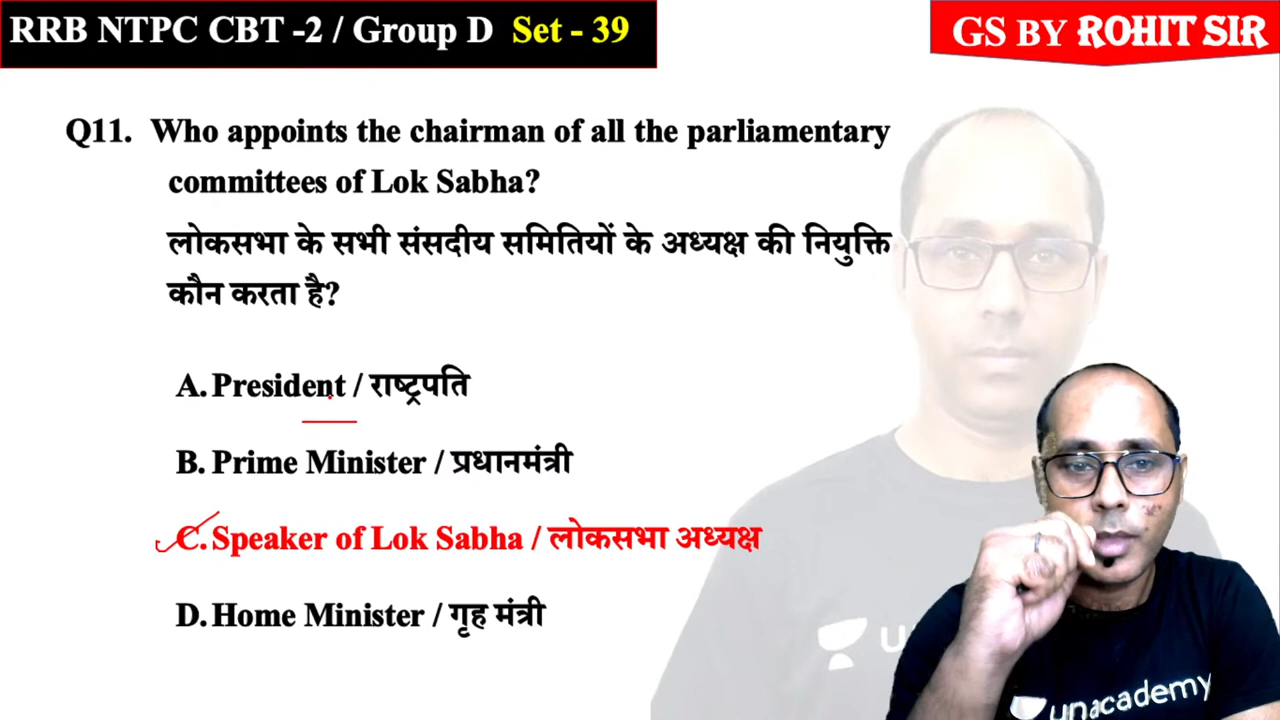 RRB NTPC CBT -2 / Group D Set - 39
GS BY ROHIT SIR
Q11. Who appoints the chairman of all the parliamentary
committees of Lok Sabha?
लोकसभा के सभी संसदीय समितियों के अध्यक्ष की नियुक्ति
कौन करता है?
A. President / राष्ट्रपति
B. Prime Minister / प्रधानमंत्री
C. Speaker of Lok Sabha / लोकसभा अध्यक्ष
D. Home Minister / गृह मंत्री
unacademy